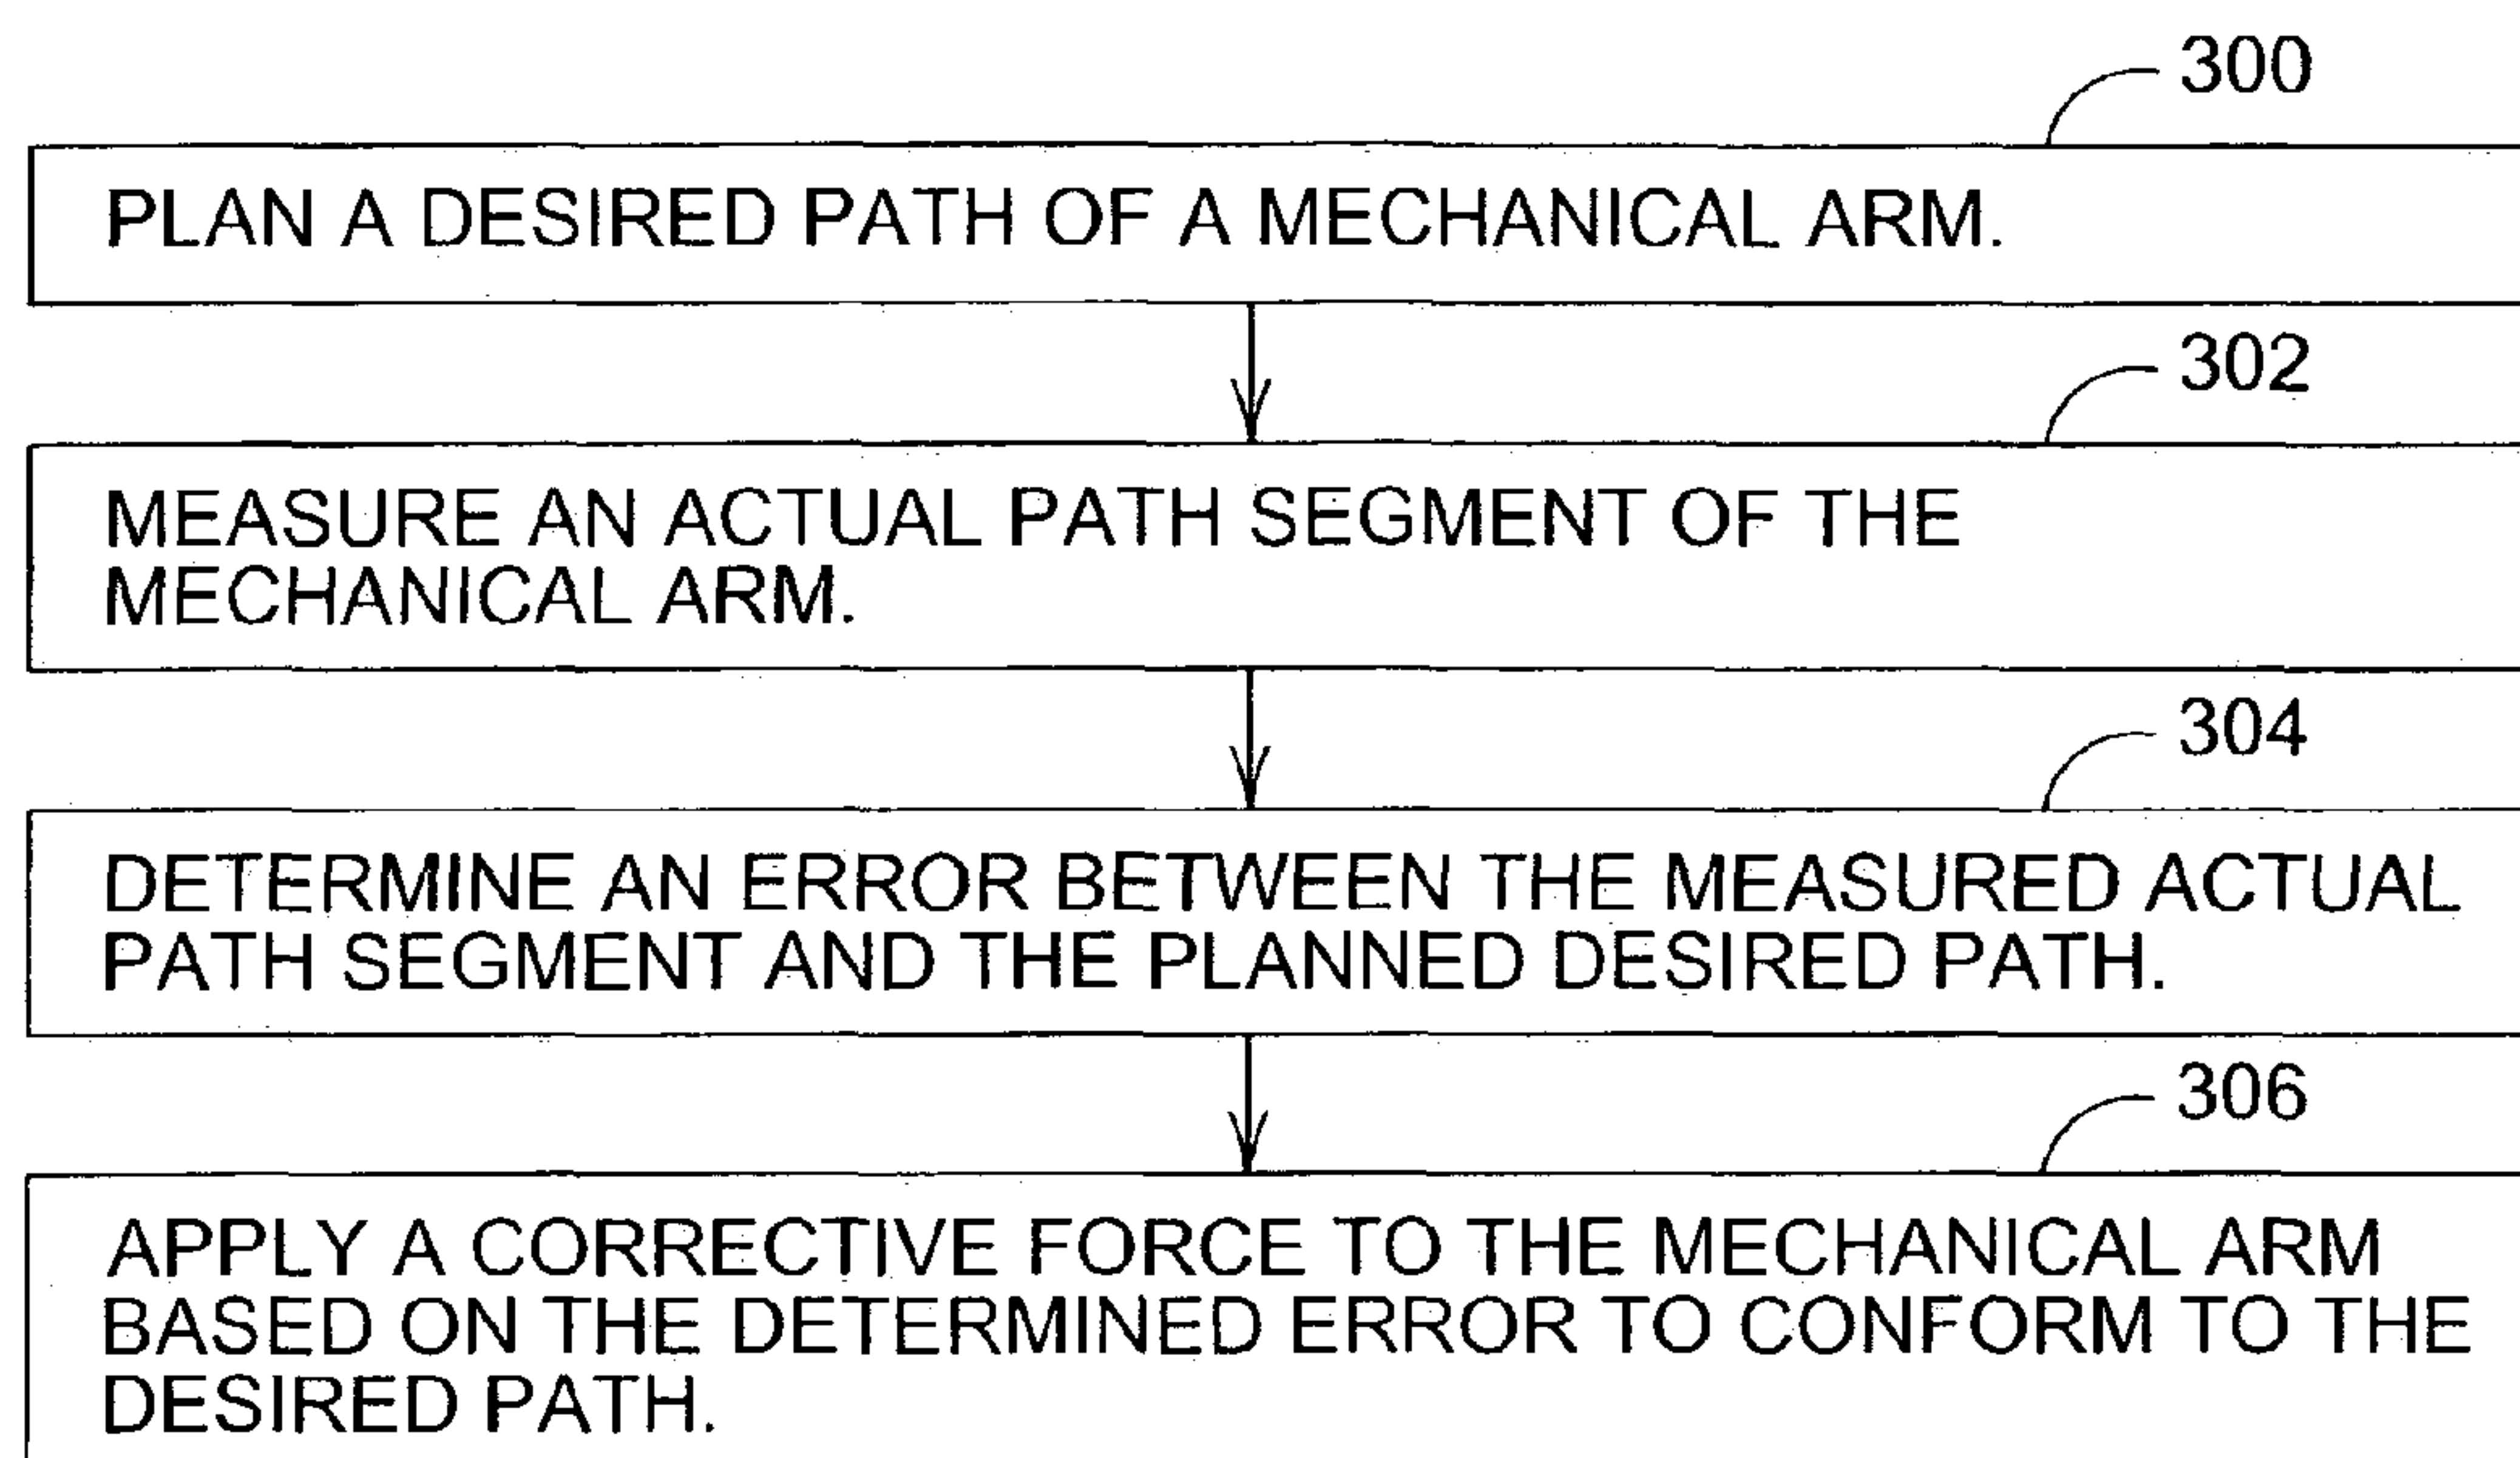 300
PLAN A DESIRED PATH OF A MECHANICAL ARM.
302
MEASURE AN ACTUAL PATH SEGMENT OF THE
MECHANICAL ARM.
304
DETERMINE AN ERROR BETWEEN THE MEASURED ACTUAL
PATH SEGMENT AND THE PLANNED DESIRED PATH.
306
APPLY A CORRECTIVE FORCE TO THE MECHANICAL ARM
BASED ON THE DETERMINED ERROR TO CONFORM TO THE
DESIRED PATH.